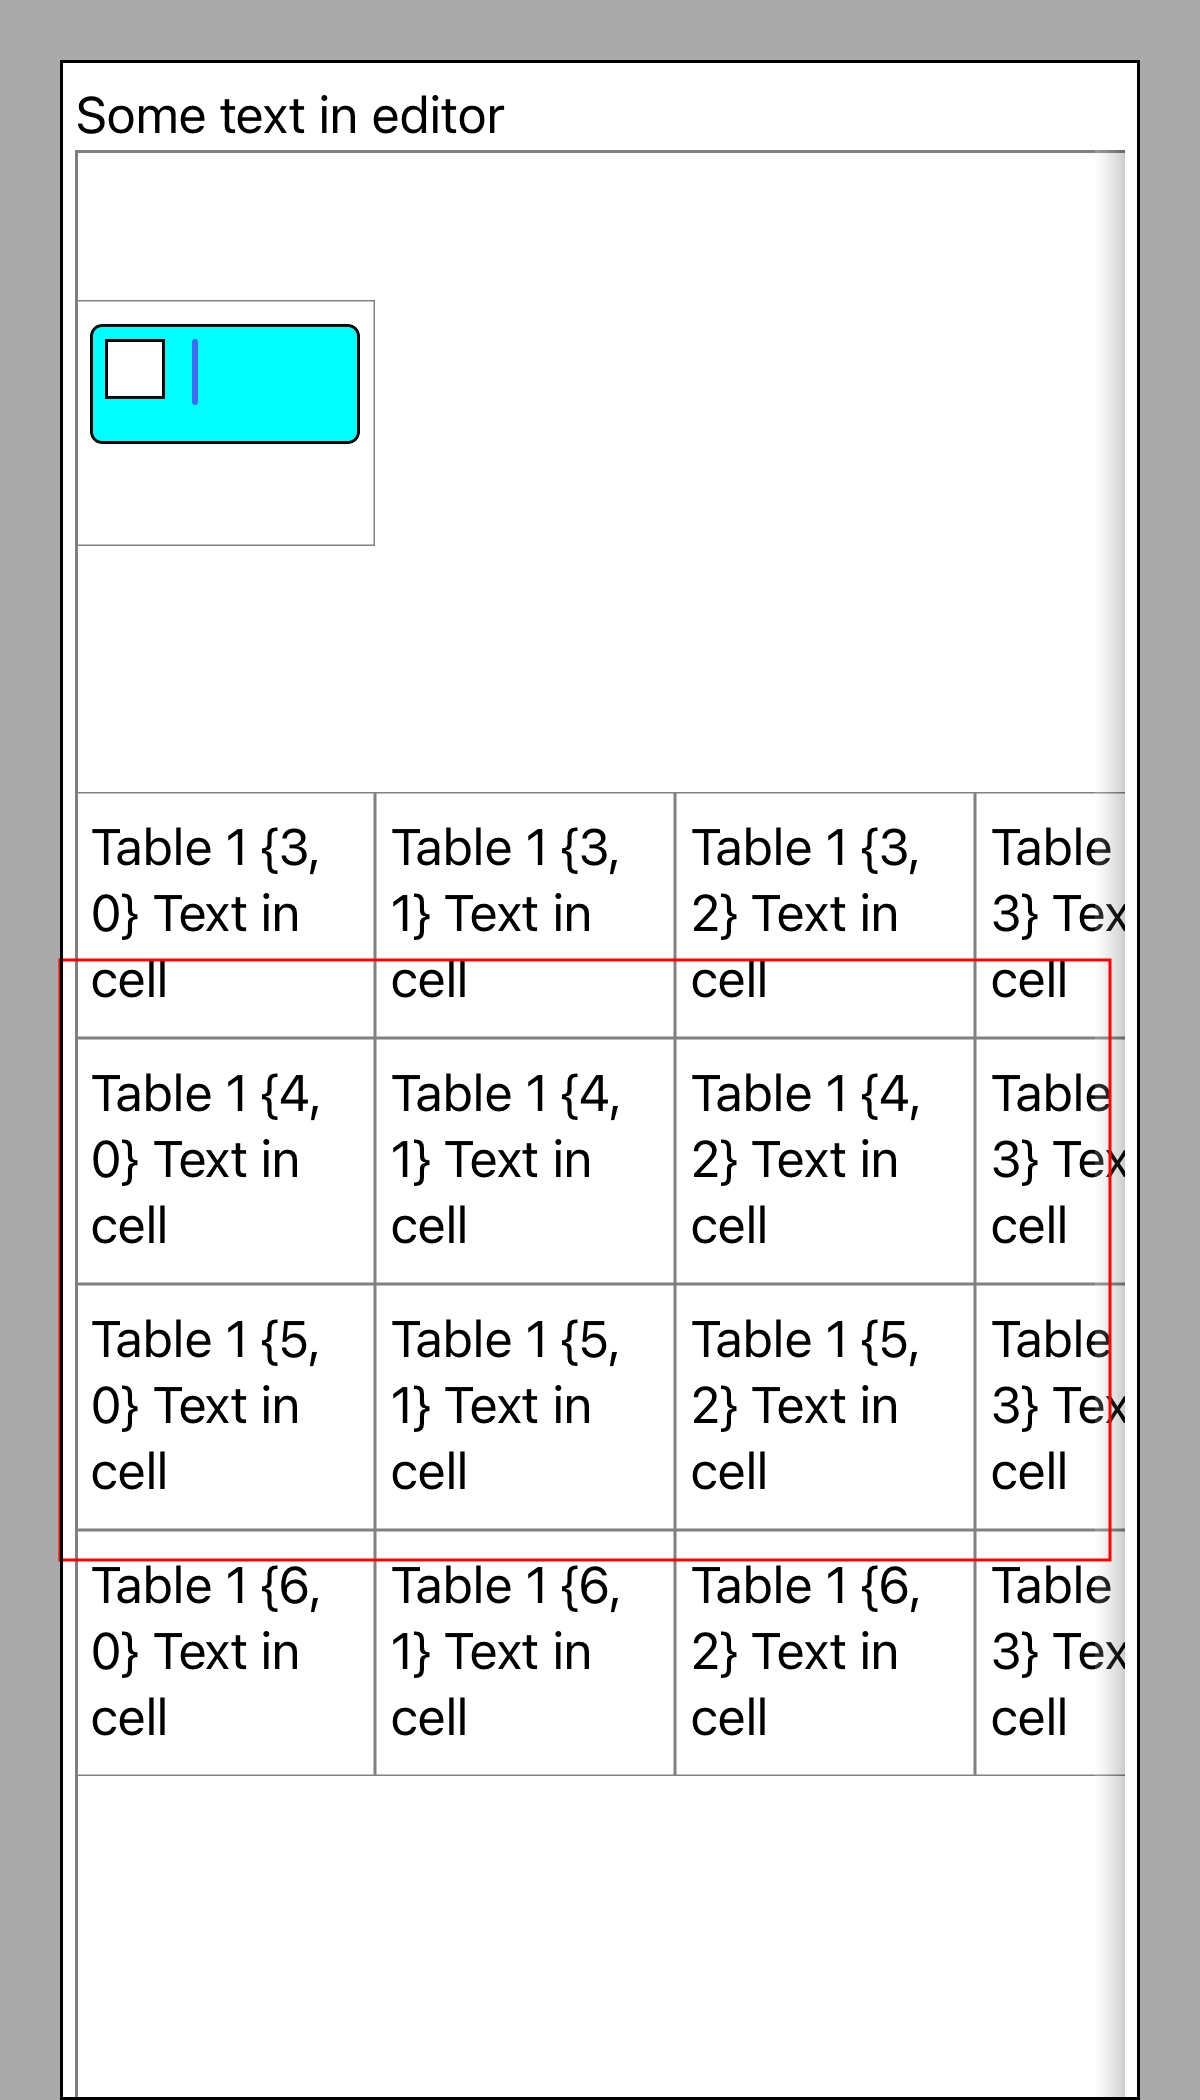 Some text in editor
Table 1 {3, Table 1 {3, Table 1 {3, Table
0} Text in 1} Text in 2} Text in 3}
cell cell cell cell
Table 1 {4, Table 1 {4, Table 1 {4, Table
0} Text in 1} Text in 2} Text in 3}
cell cell cell cell
Table 1 {5, Table 1 {5, Table 1 {5, Table
0} Text in 1} Text in 2} Text in 3}
cell cell cell cell
Table 1 {6, Table 1 {6, Table 1 {6, Table
0} Text in 1} Text in 2} Text in 3}
cell cell cell cell